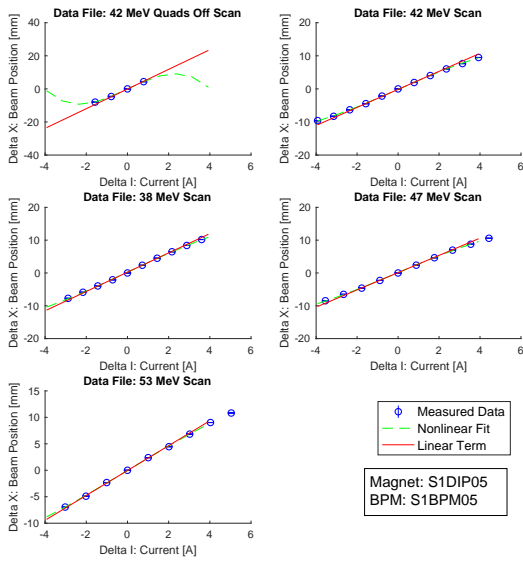 Data File: 42 MeV Quads Off Scan
40
20
0
-20
-40
-4 -2 0 2 4 6
Delta X: Beam Position [mm]
Delta I: Current [A]
Data File: 42 MeV Scan
20
10
0
-10
-20
-4 -2 0 2 4 6
Delta X: Beam Position [mm]
Delta I: Current [A]
Data File: 38 MeV Scan
20
10
0
-10
-20
-4 -2 0 2 4 6
Delta X: Beam Position [mm]
Delta I: Current [A]
Data File: 47 MeV Scan
20
10
0
-10
-20
-4 -2 0 2 4 6
Delta X: Beam Position [mm]
Delta I: Current [A]
Data File: 53 MeV Scan
15
10
5
0
-5
-10
-4 -2 0 2 4 6
Delta X: Beam Position [mm]
Delta I: Current [A]
Measured Data
Nonlinear Fit
Linear Term
Magnet: S1DIP05
BPM: S1BPM05